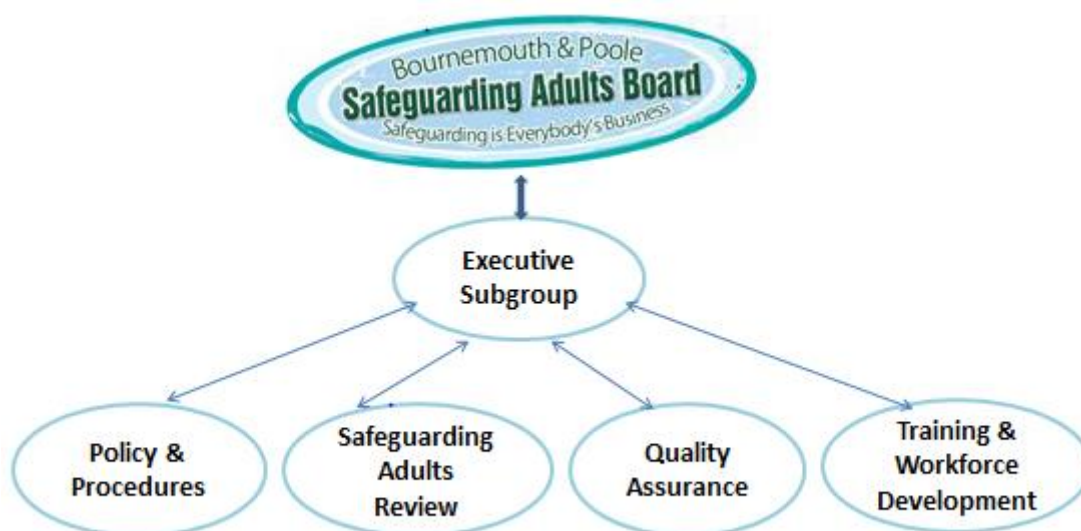 Bournemouth & Poole
Safeguarding Adults Board
Safeguarding is Everybody's Business
Executive
Subgroup
Policy &
Procedures
Safeguarding
Adults
Review
Quality
Assurance
Training &
Workforce
Development